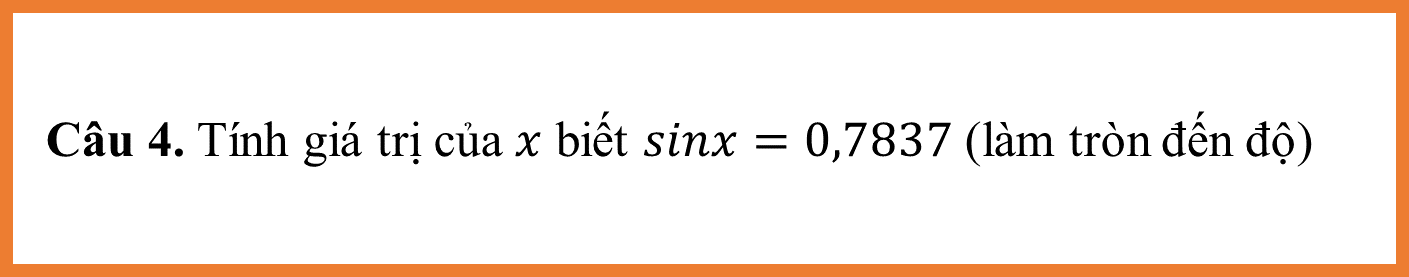 Câu 4. Tính giá trị của x biết sinx = 0,7837 (làm tròn đến độ)